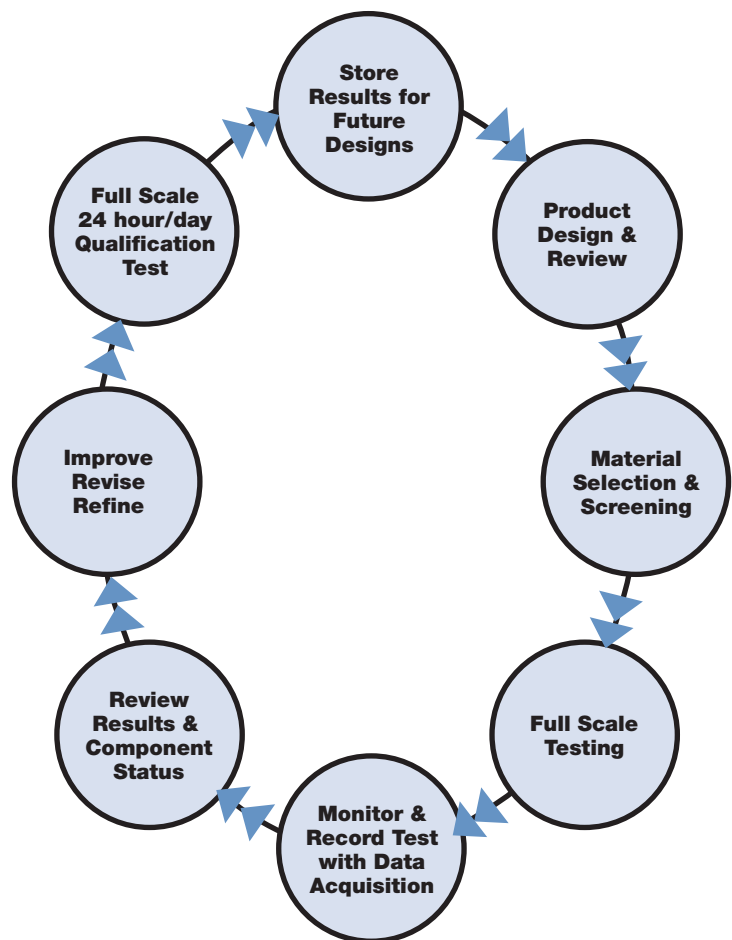 Store
Results for
Future
Designs
Product
Design &
Review
Material
Selection &
Screening
Full Scale
Testing
Monitor &
Record Test
with Data
Acquisition
Review
Results &
Component
Status
Improve
Revise
Refine
Full Scale
24 hour/day
Qualification
Test